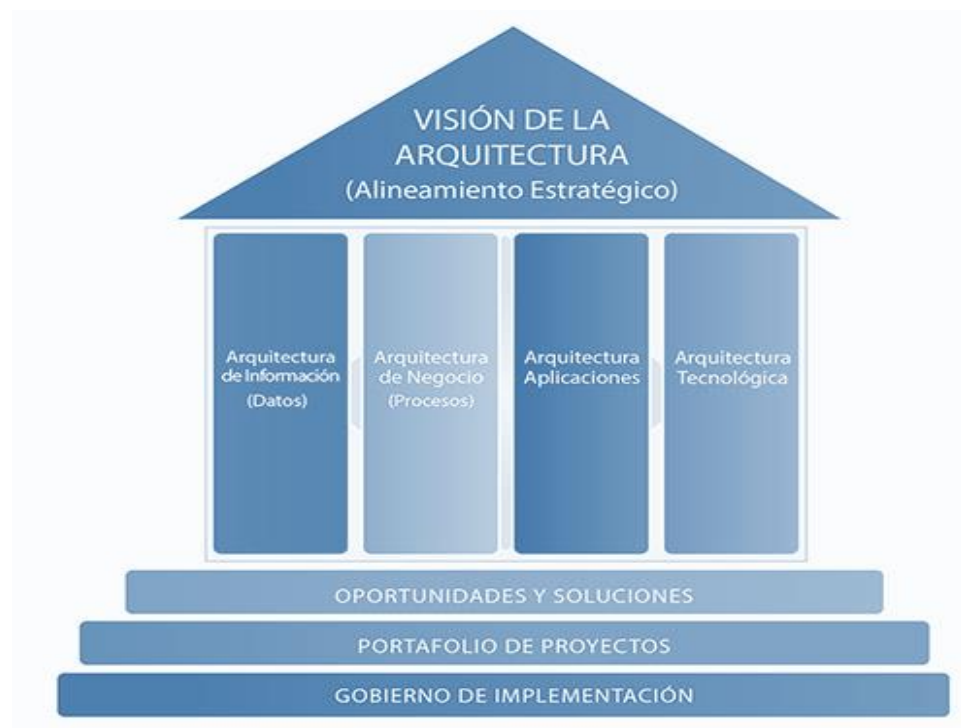 VISIÓN DE LA
ARQUITECTURA
(Alineamiento Estratégico)
Arquitectura
de Información
(Datos)
Arquitectura
de Negocio
(Procesos)
Arquitectura
Aplicaciones
Arquitectura
Tecnológica
OPORTUNIDADES Y SOLUCIONES
PORTAFOLIO DE PROYECTOS
GOBIERNO DE IMPLEMENTACIÓN